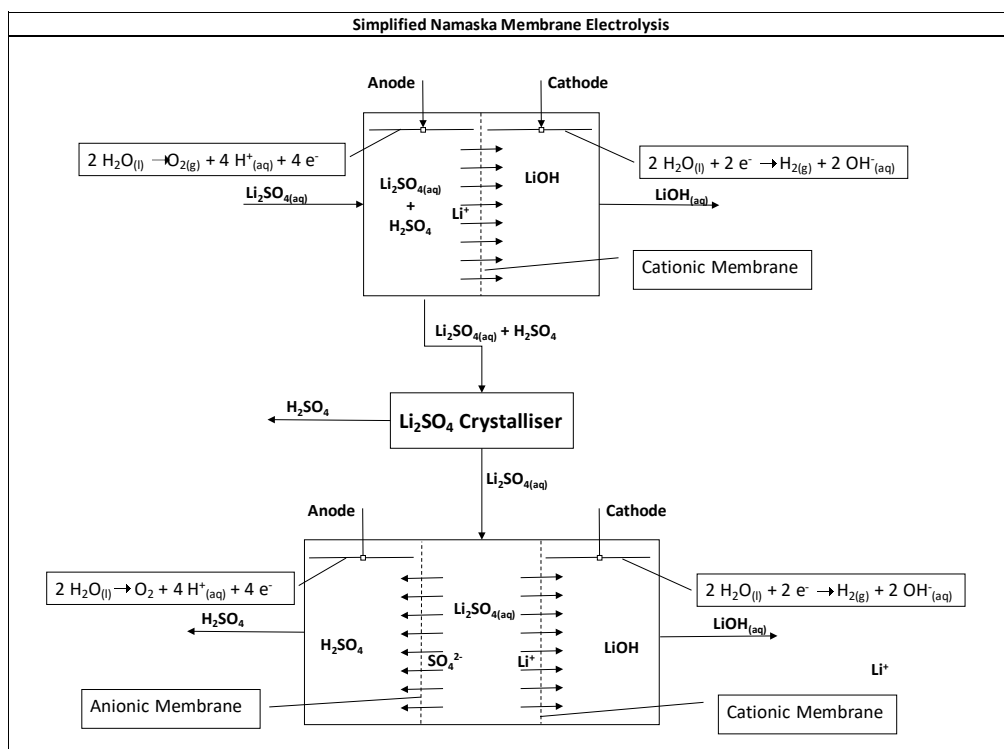 Simplified Namaska Membrane Electrolysis
Anode
Cathode
2 H₂O(l) → O₂(g) + 4 H⁺(aq) + 4 e⁻
2 H₂O(l) + 2 e⁻ → H₂(g) + 2 OH⁻(aq)
Li₂SO₄(aq)
Li₂SO₄(aq)
+
H₂SO₄
Li⁺
LiOH
LiOH(aq)
Cationic Membrane
Li₂SO₄(aq) + H₂SO₄
H₂SO₄
Li₂SO₄ Crystalliser
Li₂SO₄(aq)
Anode
Cathode
2 H₂O(l) → O₂ + 4 H⁺(aq) + 4 e⁻
2 H₂O(l) + 2 e⁻ → H₂(g) + 2 OH⁻(aq)
H₂SO₄
H₂SO₄
Li₂SO₄(aq)
SO₄²⁻
Li⁺
LiOH
LiOH(aq)
Li⁺
Anionic Membrane
Cationic Membrane